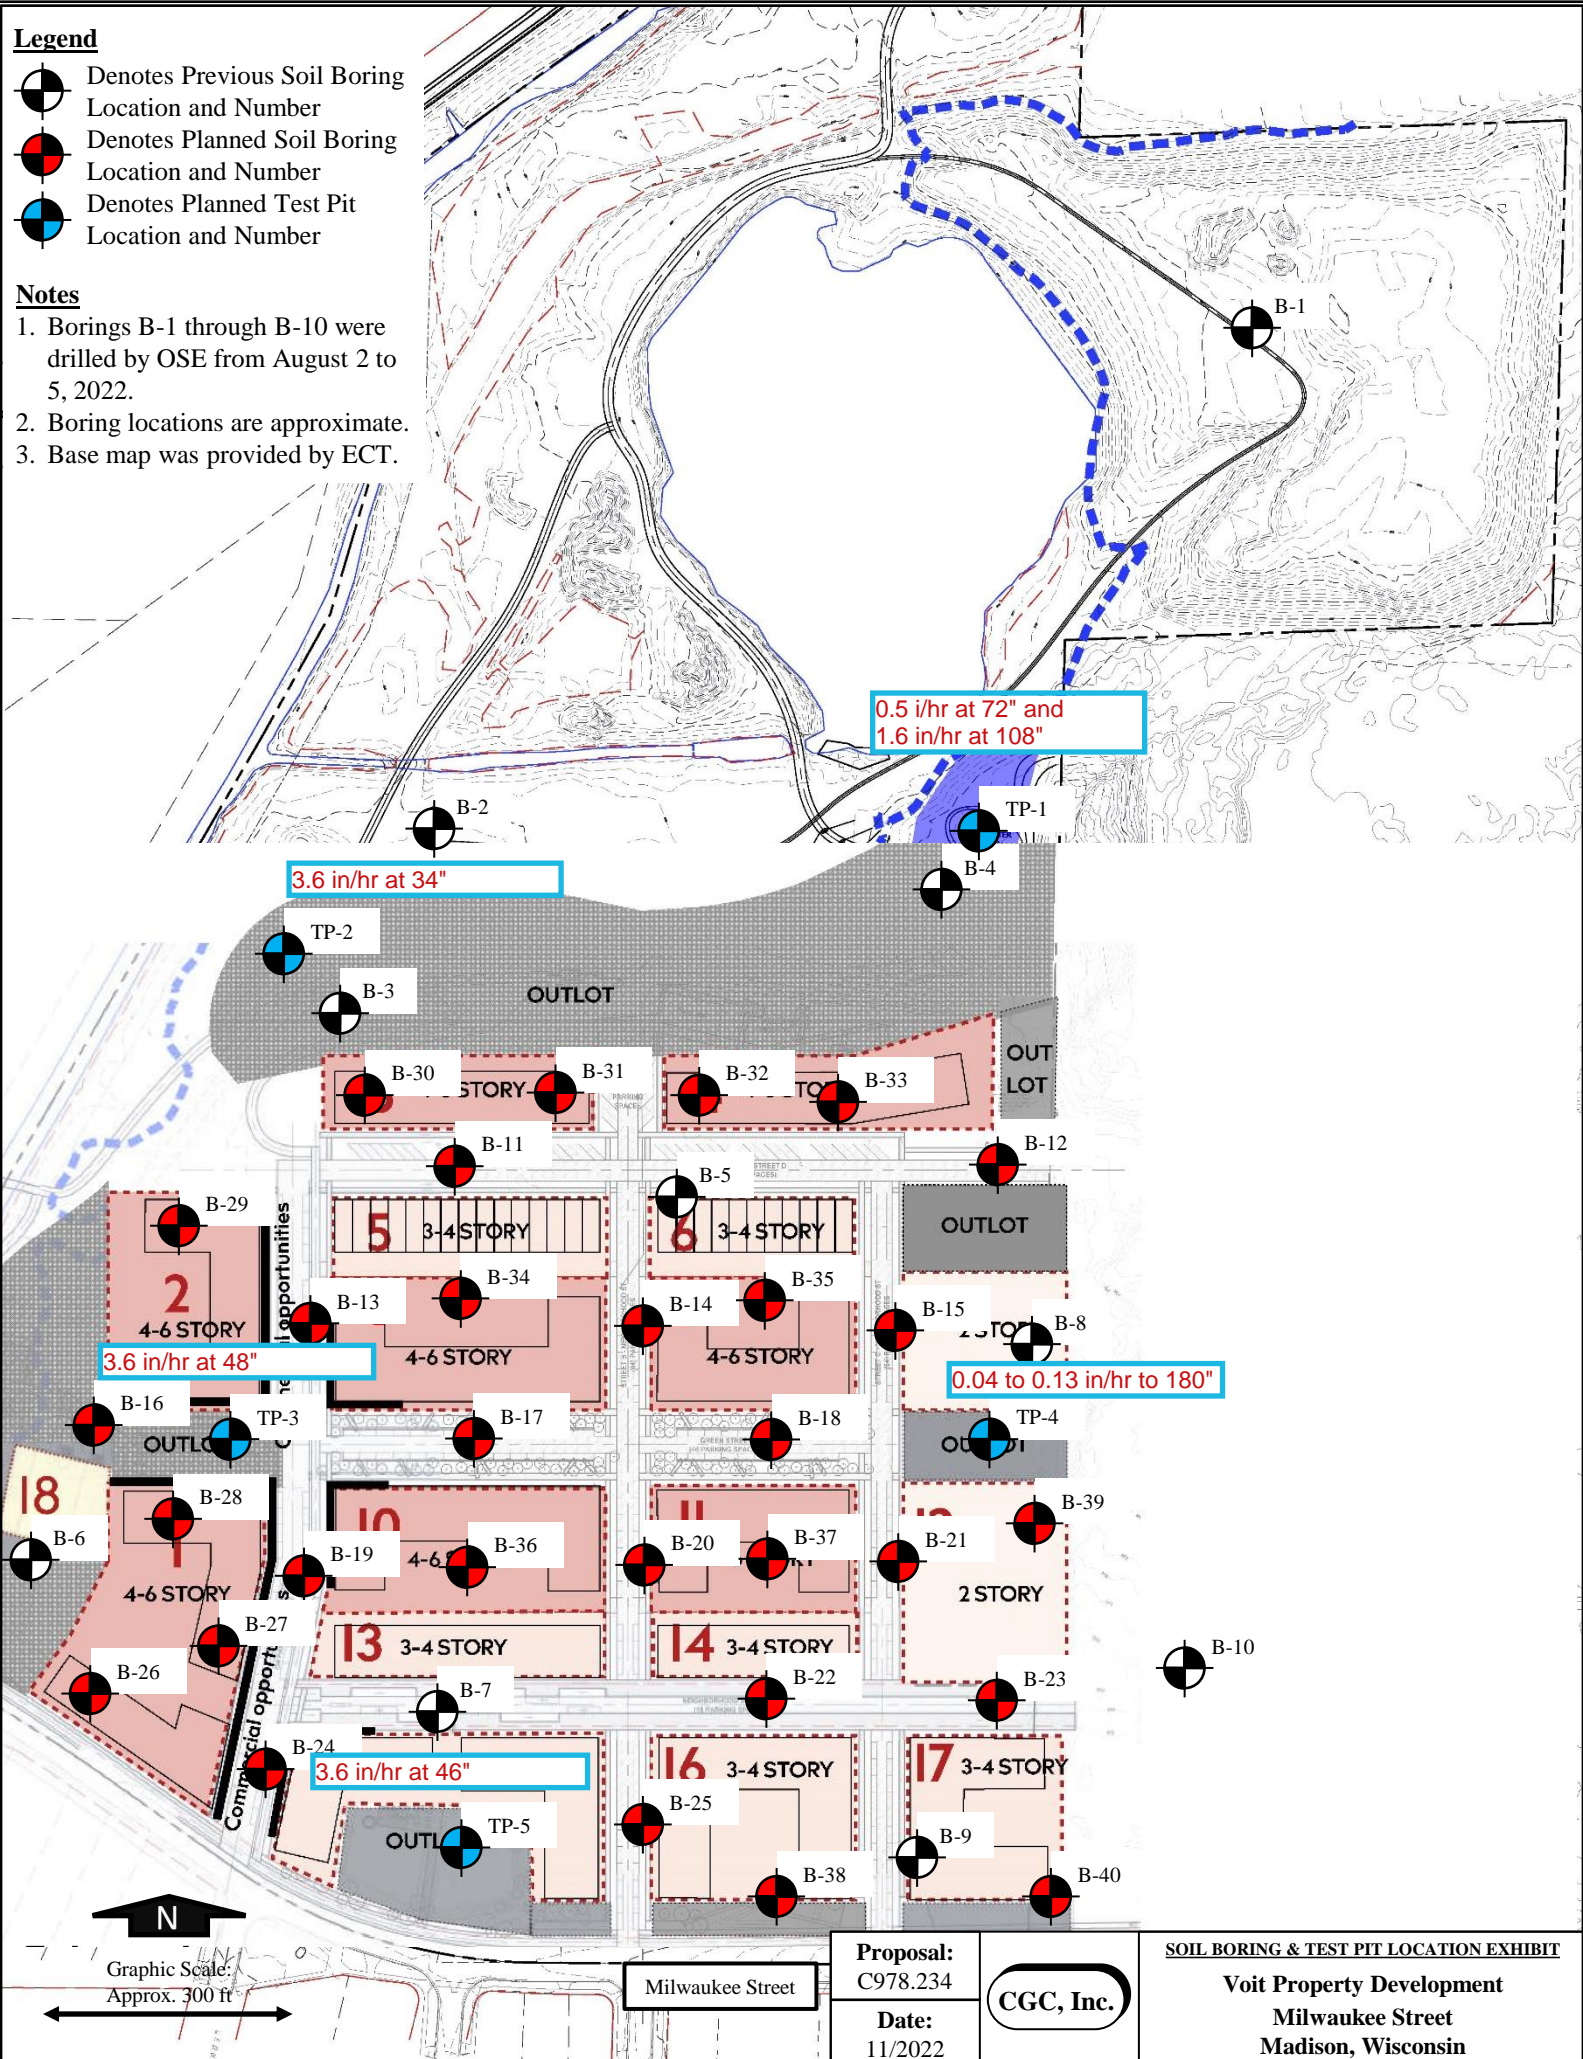 Legend
Denotes Previous Soil Boring
Location and Number
Denotes Planned Soil Boring
Location and Number
Denotes Planned Test Pit
Location and Number
Notes
1. Borings B-1 through B-10 were
drilled by OSE from August 2 to
5, 2022.
2. Boring locations are approximate.
3. Base map was provided by ECT.
B-1
0.5 i/hr at 72" and
1.6 in/hr at 108"
B-2
TP-1
B-4
3.6 in/hr at 34"
TP-2
B-3
OUTLOT
OUT
LOT
B-30
STORY
B-31
B-32
B-33
PARKING
SPACES
B-11
B-12
STREET D
B-5
B-29
5
3-4 STORY
6
3-4 STORY
OUTLOT
2
4-6 STORY
B-13
B-34
B-14
B-35
B-15
B-8
4-6 STORY
4-6 STORY
3.6 in/hr at 48"
0.04 to 0.13 in/hr to 180"
B-16
TP-3
B-17
B-18
TP-4
GREEN STREET
18
B-28
10
11
B-39
B-6
1
B-19
B-36
B-20
B-37
B-21
4-6 STORY
2 STORY
B-27
13
3-4 STORY
14
3-4 STORY
B-26
B-7
B-22
B-23
B-10
Commercial opportu
B-24
3.6 in/hr at 46"
16
3-4 STORY
17
3-4 STORY
B-25
TP-5
B-9
B-38
B-40
N
Graphic Scale:
Approx. 300 ft
Milwaukee Street
Proposal:
C978.234
Date:
11/2022
CGC, Inc.
SOIL BORING & TEST PIT LOCATION EXHIBIT
Voit Property Development
Milwaukee Street
Madison, Wisconsin